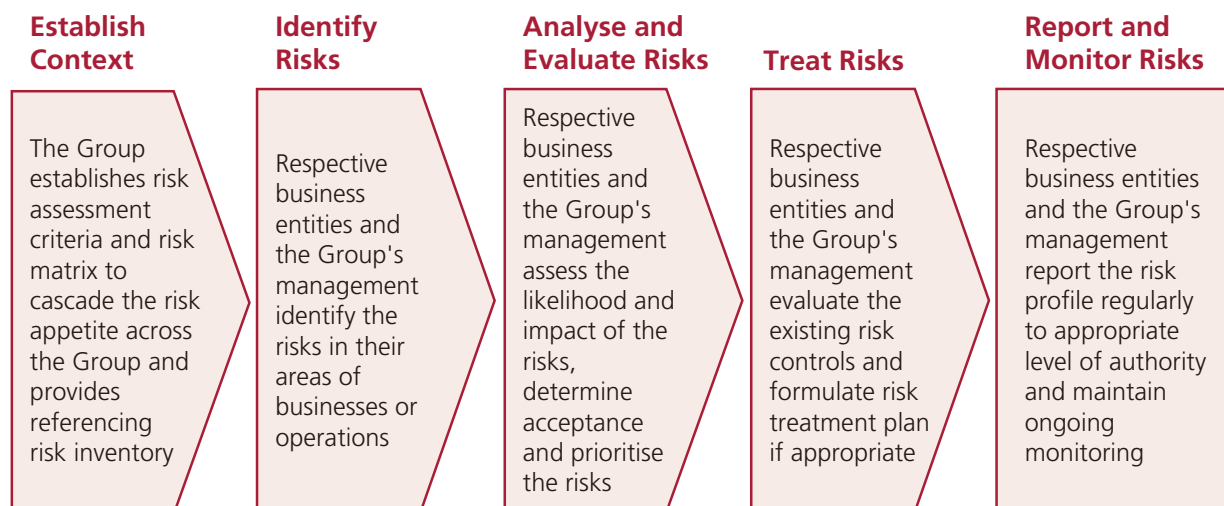 Establish
Context
The Group
establishes risk
assessment
criteria and risk
matrix to
cascade the risk
appetite across
the Group and
provides
referencing
risk inventory
Identify
Risks
Respective
business
entities and
the Group's
management
identify the
risks in their
areas of
businesses or
operations
Analyse and
Evaluate Risks
Respective
business
entities and
the Group's
management
assess the
likelihood and
impact of the
risks,
determine
acceptance
and prioritise
the risks
Treat Risks
Respective
business
entities and
the Group's
management
evaluate the
existing risk
controls and
formulate risk
treatment plan
if appropriate
Report and
Monitor Risks
Respective
business entities
and the Group's
management
report the risk
profile regularly
to appropriate
level of authority
and maintain
ongoing
monitoring